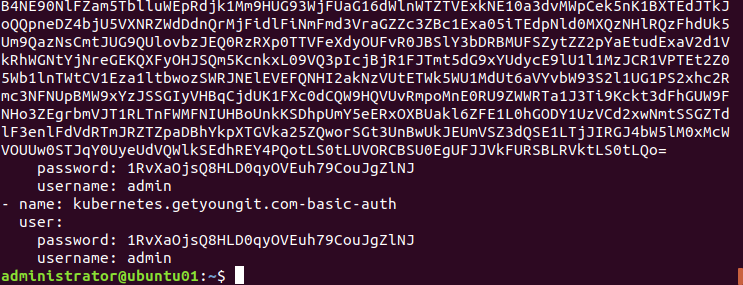 B4NE90NlFZam5TblluWEpRdjk1Mm9HUG93WjFUaG16dWlnWTZTVExkNE10a3dvMWpCek5nK1BXTEdJTkJ
oQQpneDZ4bjU5VXNRZWdDdnQrMjFidlFiNmFmd3VraGZZc3ZBc1Exa05iTEdpNld0MXQzNHlRQzFhdUk5
Um9QazNsCmtJUG9QUlovbzJEQ0RzRXp0TTVFeXdyOUFvR0JBSlY3bDRBMUFSZytZZ2pYaEtudExaV2d1V
kRhWGNtYjNreGEKQXFyOHJSQm5KcnkxL09VQ3pIcjBjR1FJTmt5dG9xYUdycE9lU1l1MzJCR1VPTEt2Z0
5Wb1lnTWtCV1Eza1ltbwozSWRJNElEVEFQNHI2akNzVUtETWk5WU1MdUt6aVYvbW93S2l1UG1PS2xhc2R
mc3NFNUpBMW9xYzJSSGIyVHBqCjdUK1FXc0dCQW9HQVUvRmpoMnE0RU9ZWWRTa1J3Ti9Kckt3dFhGUW9F
NHo3ZEgrbmVJT1RLTnFWMFNIUHBoUnkKSDhpUmY5eERxOXBUakl6ZFE1L0hGODY1UzVCd2xwNmtSSGZTd
lF3enlFdVdRTmJRZTZpaDBhYkpXTGVka25ZQworSGt3UnBwUkJEUmVSZ3dQSE1LTjJIRGJ4bW5lM0xMcW
VOUUw0STJqY0UyeUdVQWlkSEdhREY4PQotLS0tLUVORCBSU0EgUFJJVkFURSBLRVktLS0tLQo=
password: 1RvXaOjsQ8HLD0qyOVEuh79CouJgZlNJ
username: admin
- name: kubernetes.getyoungit.com-basic-auth
user:
password: 1RvXaOjsQ8HLD0qyOVEuh79CouJgZlNJ
username: admin
administrator@ubuntu01:~$